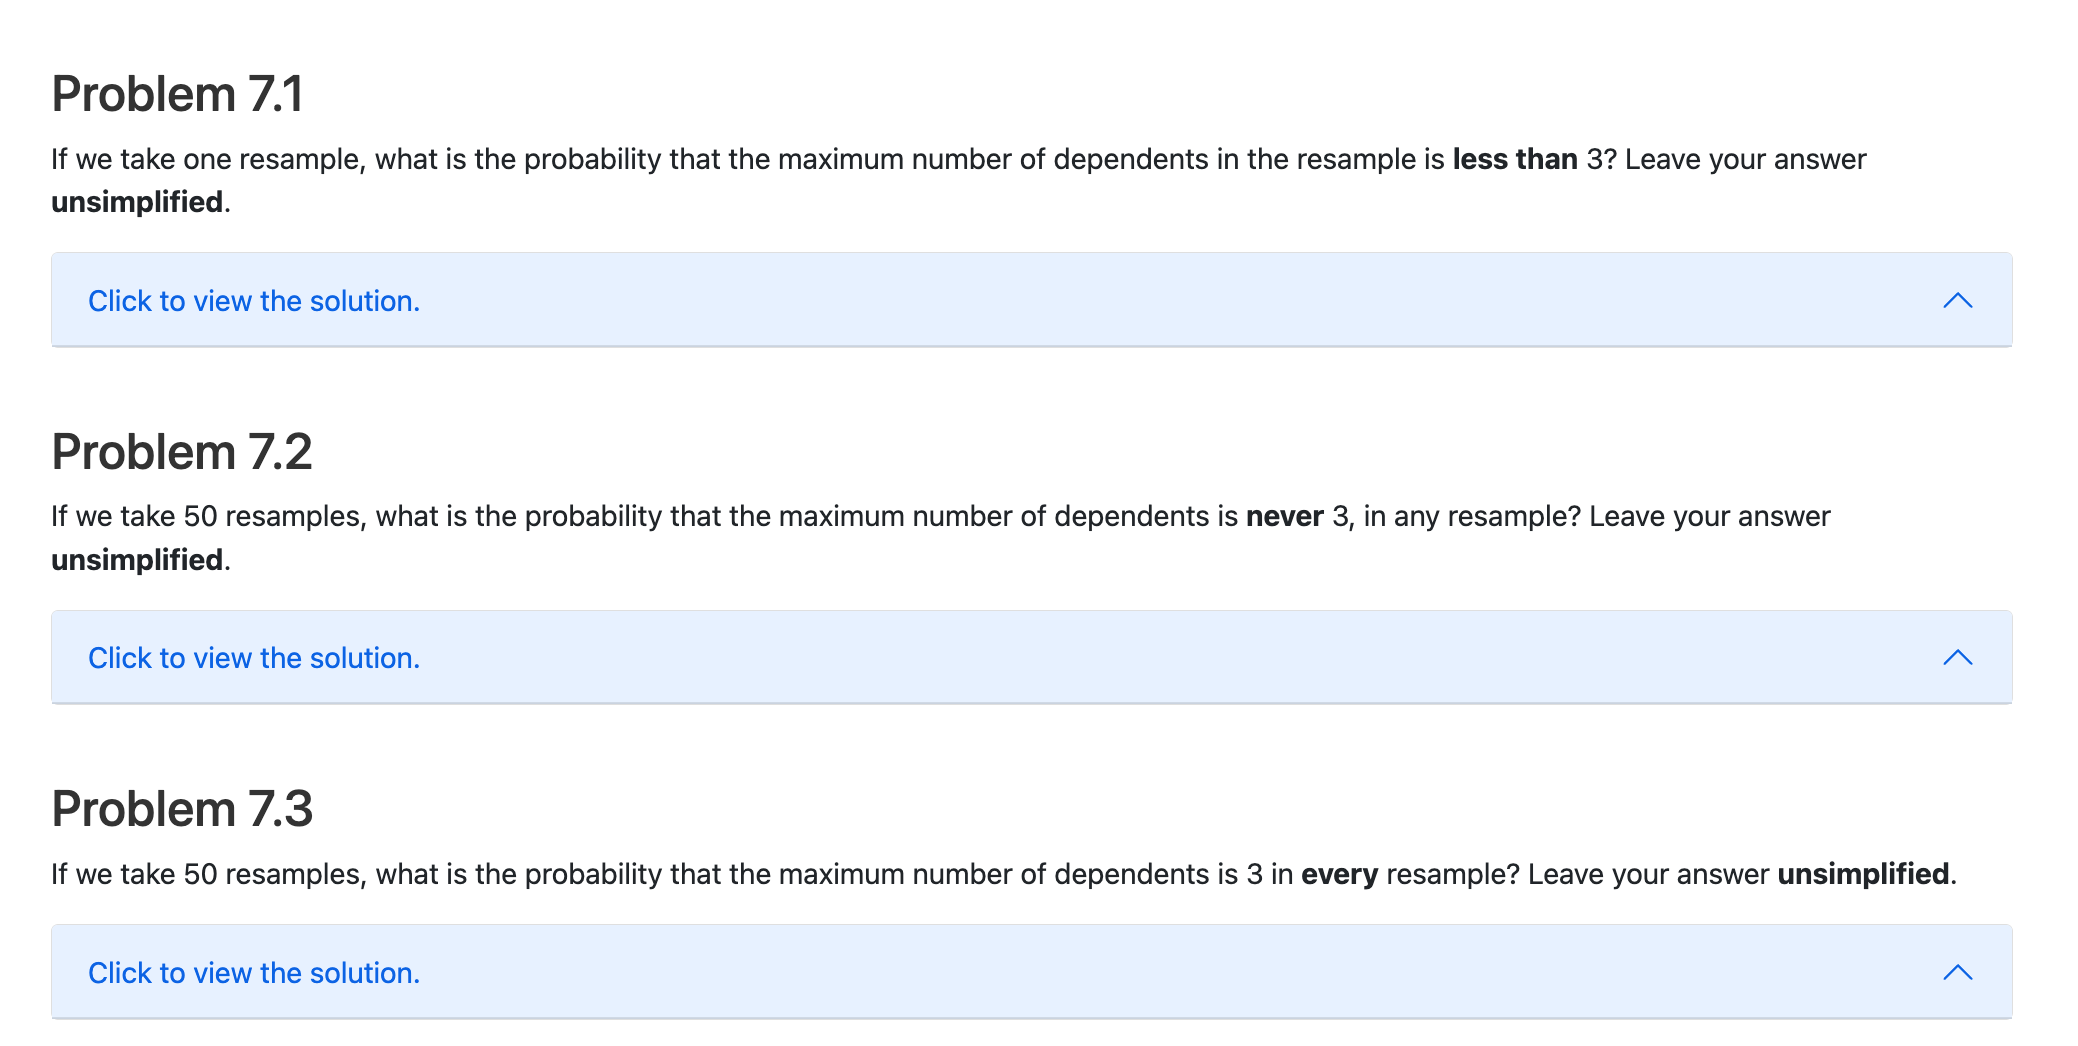 Problem 7.1
If we take one resample, what is the probability that the maximum number of dependents in the resample is less than 3? Leave your answer
unsimplified.
Click to view the solution.
Problem 7.2
If we take 50 resamples, what is the probability that the maximum number of dependents is never 3, in any resample? Leave your answer
unsimplified.
Click to view the solution.
Problem 7.3
If we take 50 resamples, what is the probability that the maximum number of dependents is 3 in every resample? Leave your answer unsimplified.
Click to view the solution.